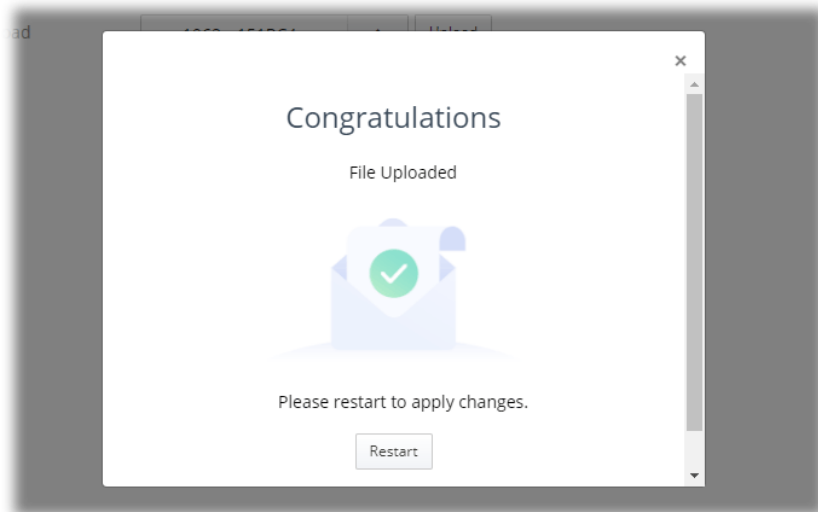 Congratulations
File Uploaded
Please restart to apply changes.
Restart